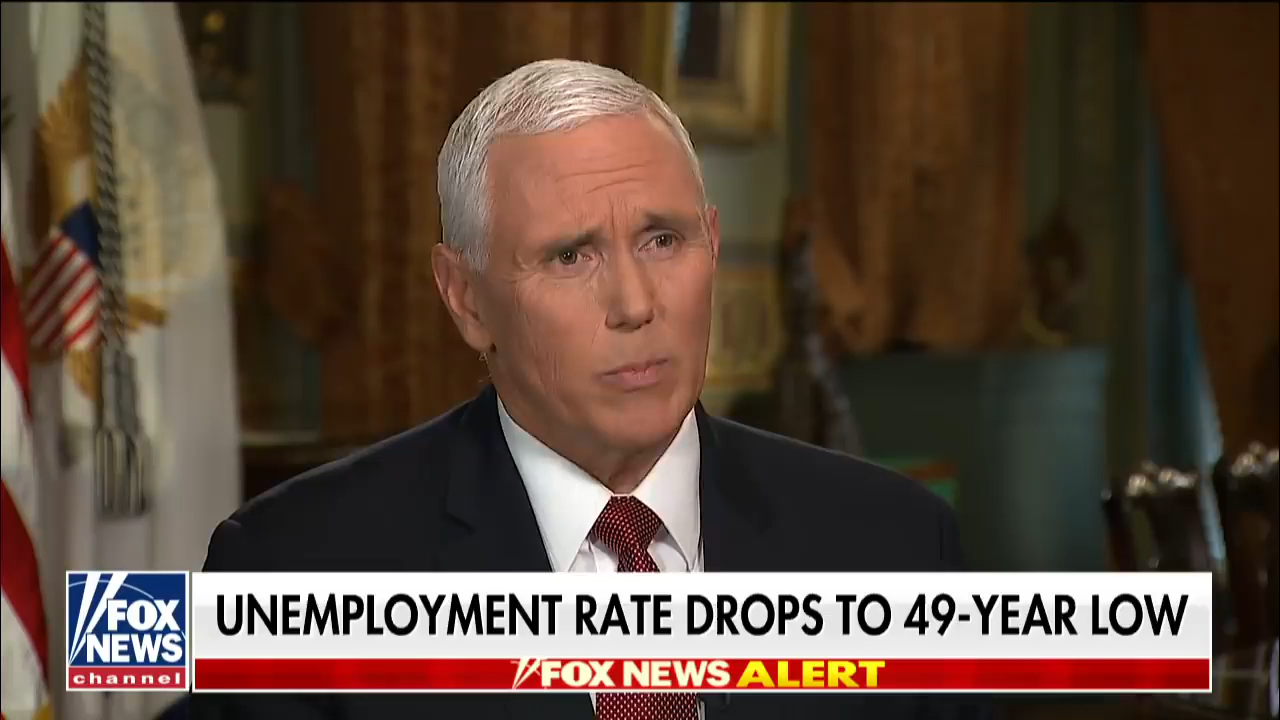 FOX
NEWS
channel
UNEMPLOYMENT RATE DROPS TO 49-YEAR LOW
FOX NEWS ALERT